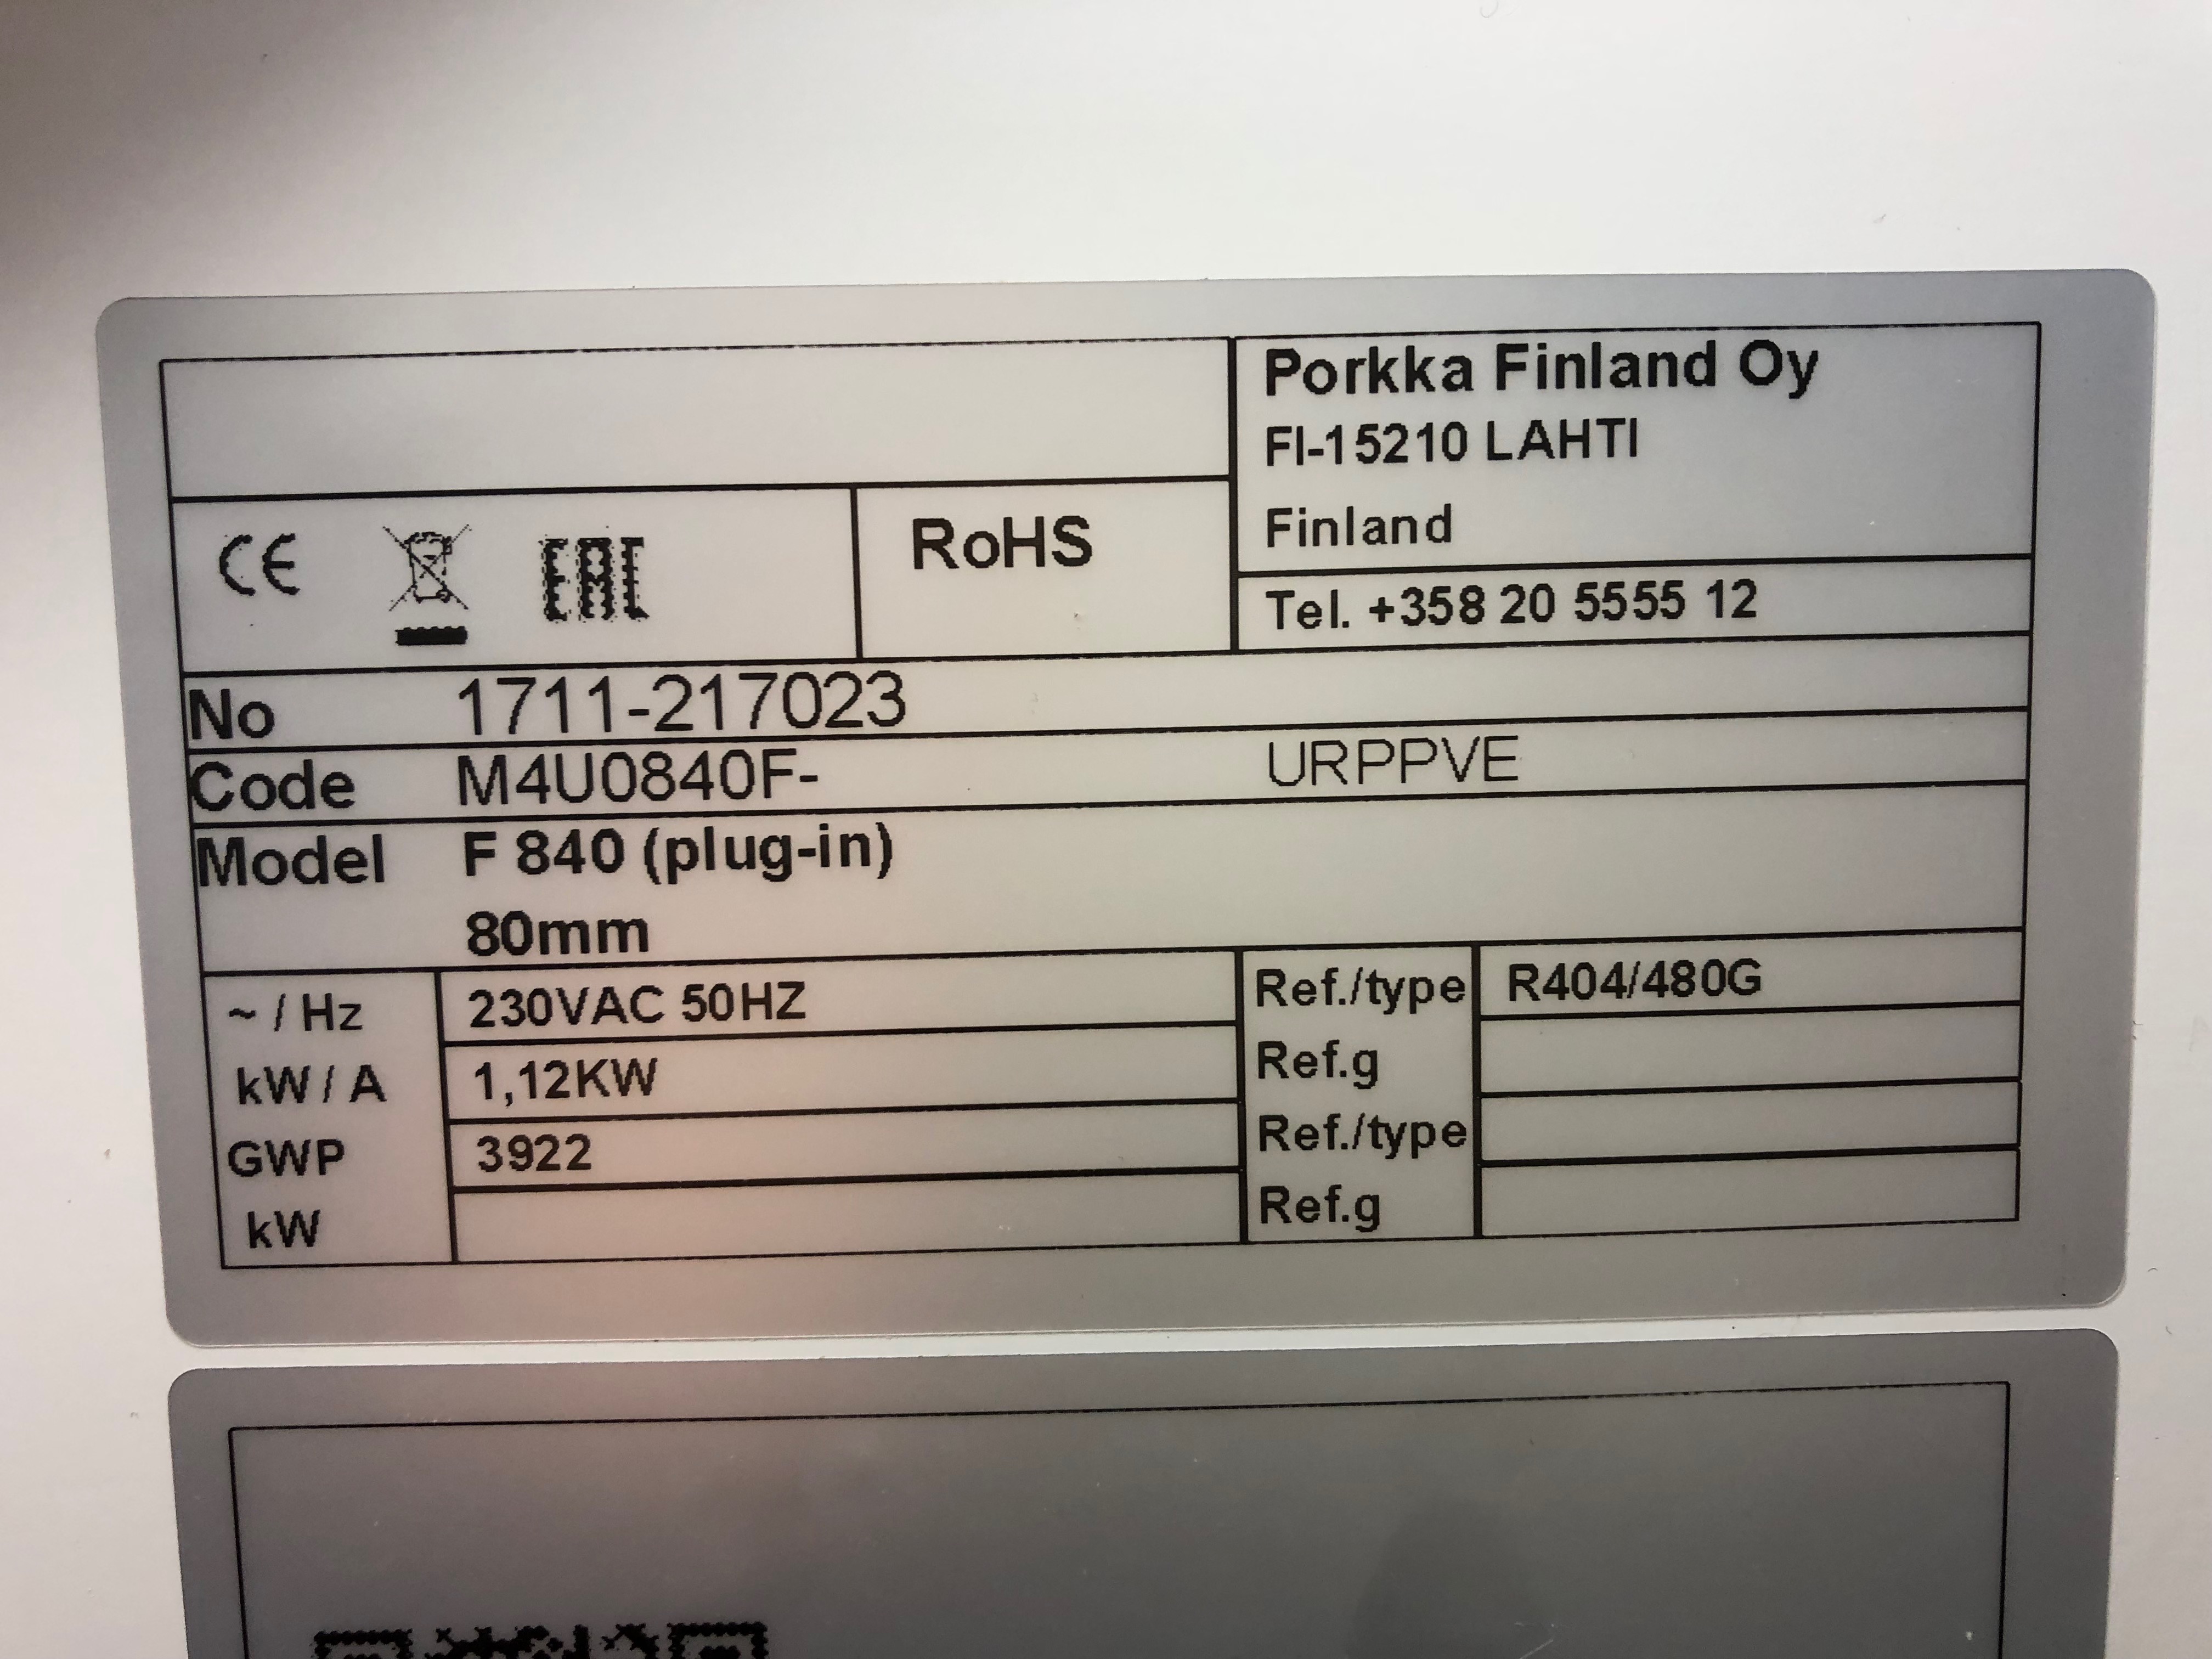 Porkka Finland Oy
FI-15210 LAHTI
Finland
CE EAC RoHS
Tel. +358 20 5555 12
No 1711-217023
Code M4U0840F- URPPVE
Model F 840 (plug-in)
80mm
~ / Hz 230VAC 50HZ Ref./type R404/480G
kW / A 1,12KW Ref.g
GWP 3922 Ref./type
kW Ref.g